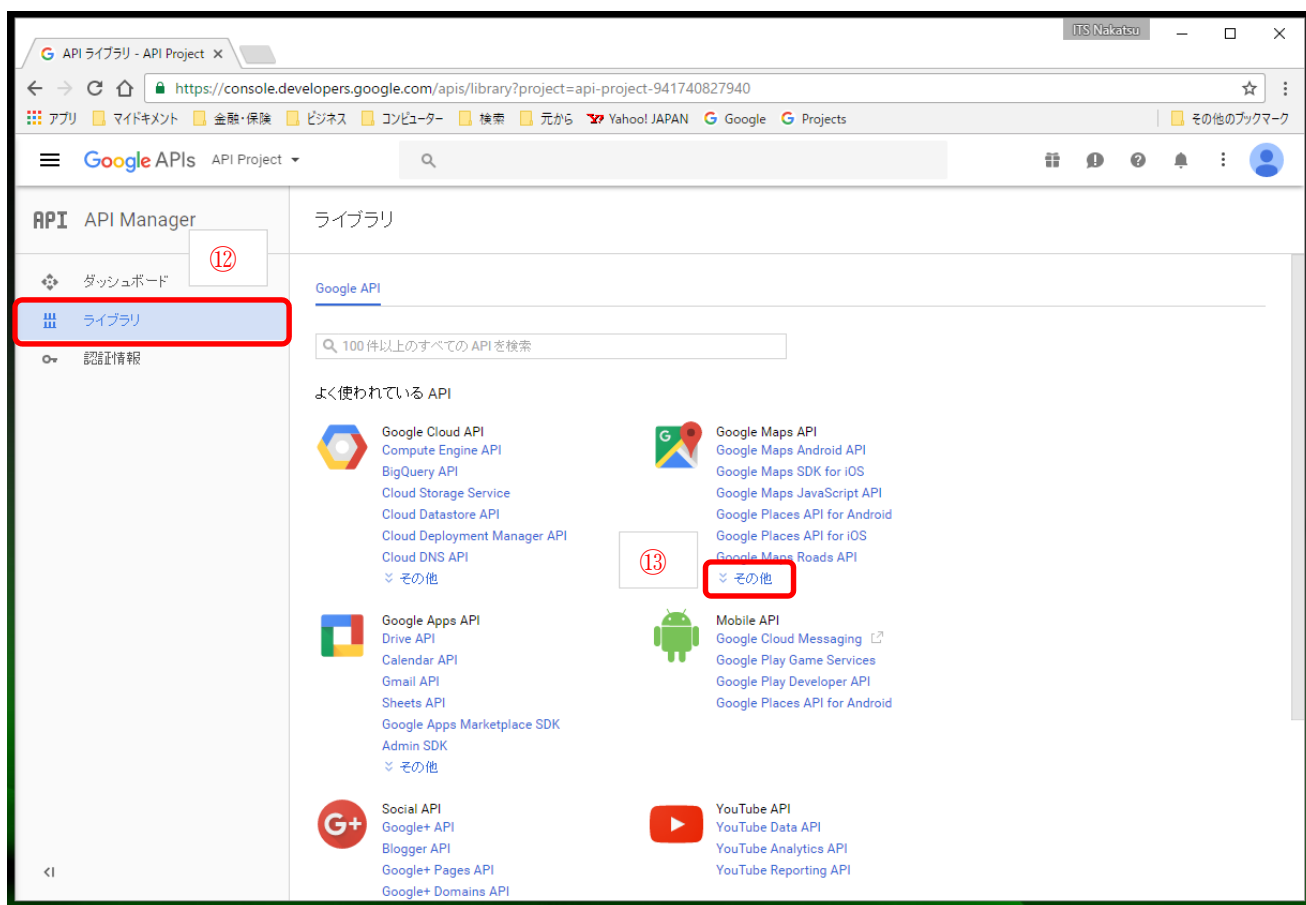 ITS Nakatsu
API ライブラリ - API Project
https://console.developers.google.com/apis/library?project=api-project-941740827940
アプリ マイドキメント 金融・保険 ビジネス コンピューター 検索 元から Yahoo! JAPAN Google Projects その他のブックマーク
Google APIs API Project
API API Manager
ライブラリ
⑫
ダッシュボード
Google API
ライブラリ
100 件以上のすべての API を検索
認証情報
よく使われている API
Google Cloud API
Compute Engine API
BigQuery API
Cloud Storage Service
Cloud Datastore API
Cloud Deployment Manager API
Cloud DNS API
その他
Google Maps API
Google Maps Android API
Google Maps SDK for iOS
Google Maps JavaScript API
Google Places API for Android
Google Places API for iOS
Google Maps Roads API
⑬
その他
Google Apps API
Drive API
Calendar API
Gmail API
Sheets API
Google Apps Marketplace SDK
Admin SDK
その他
Mobile API
Google Cloud Messaging
Google Play Game Services
Google Play Developer API
Google Places API for Android
Social API
Google+ API
Blogger API
Google+ Pages API
Google+ Domains API
YouTube API
YouTube Data API
YouTube Analytics API
YouTube Reporting API